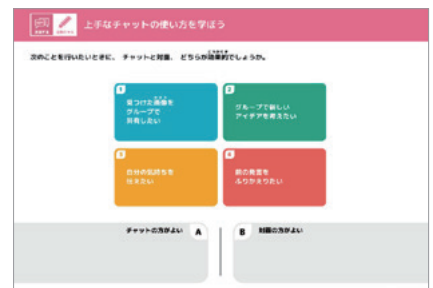 上手なチャットの使い方を学ぼう
次のことを行いたいときに、チャットと対面、どちらが効果的でしょうか。
1
見つけた画像を
グループで
共有したい
2
グループで新しい
アイデアを考えたい
3
自分の気持ちを
伝えたい
4
前の発言を
ふりかえりたい
チャットの方がよい A
B 対面の方がよい